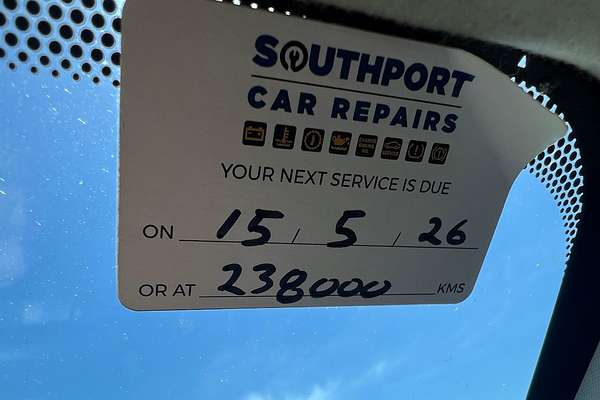 SOUTHPORT
CAR REPAIRS
YOUR NEXT SERVICE IS DUE
ON 15 / 5 / 26
OR AT 238000 KMS